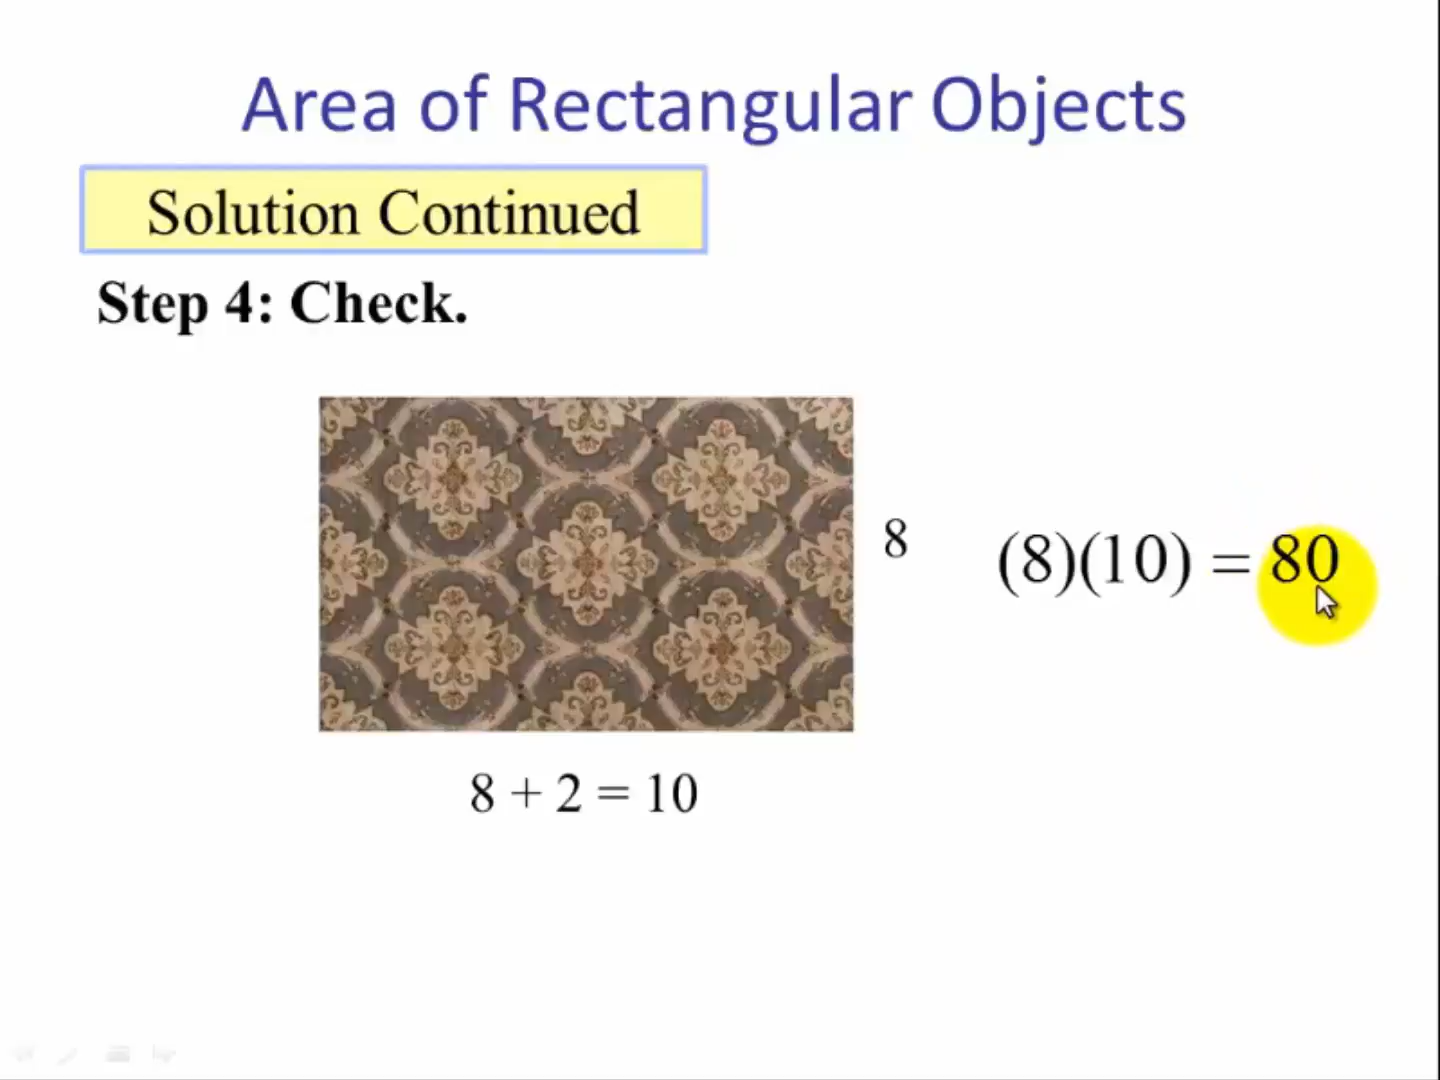 Area of Rectangular Objects
Solution Continued
Step 4: Check.
8
(8)(10) = 80
8 + 2 = 10